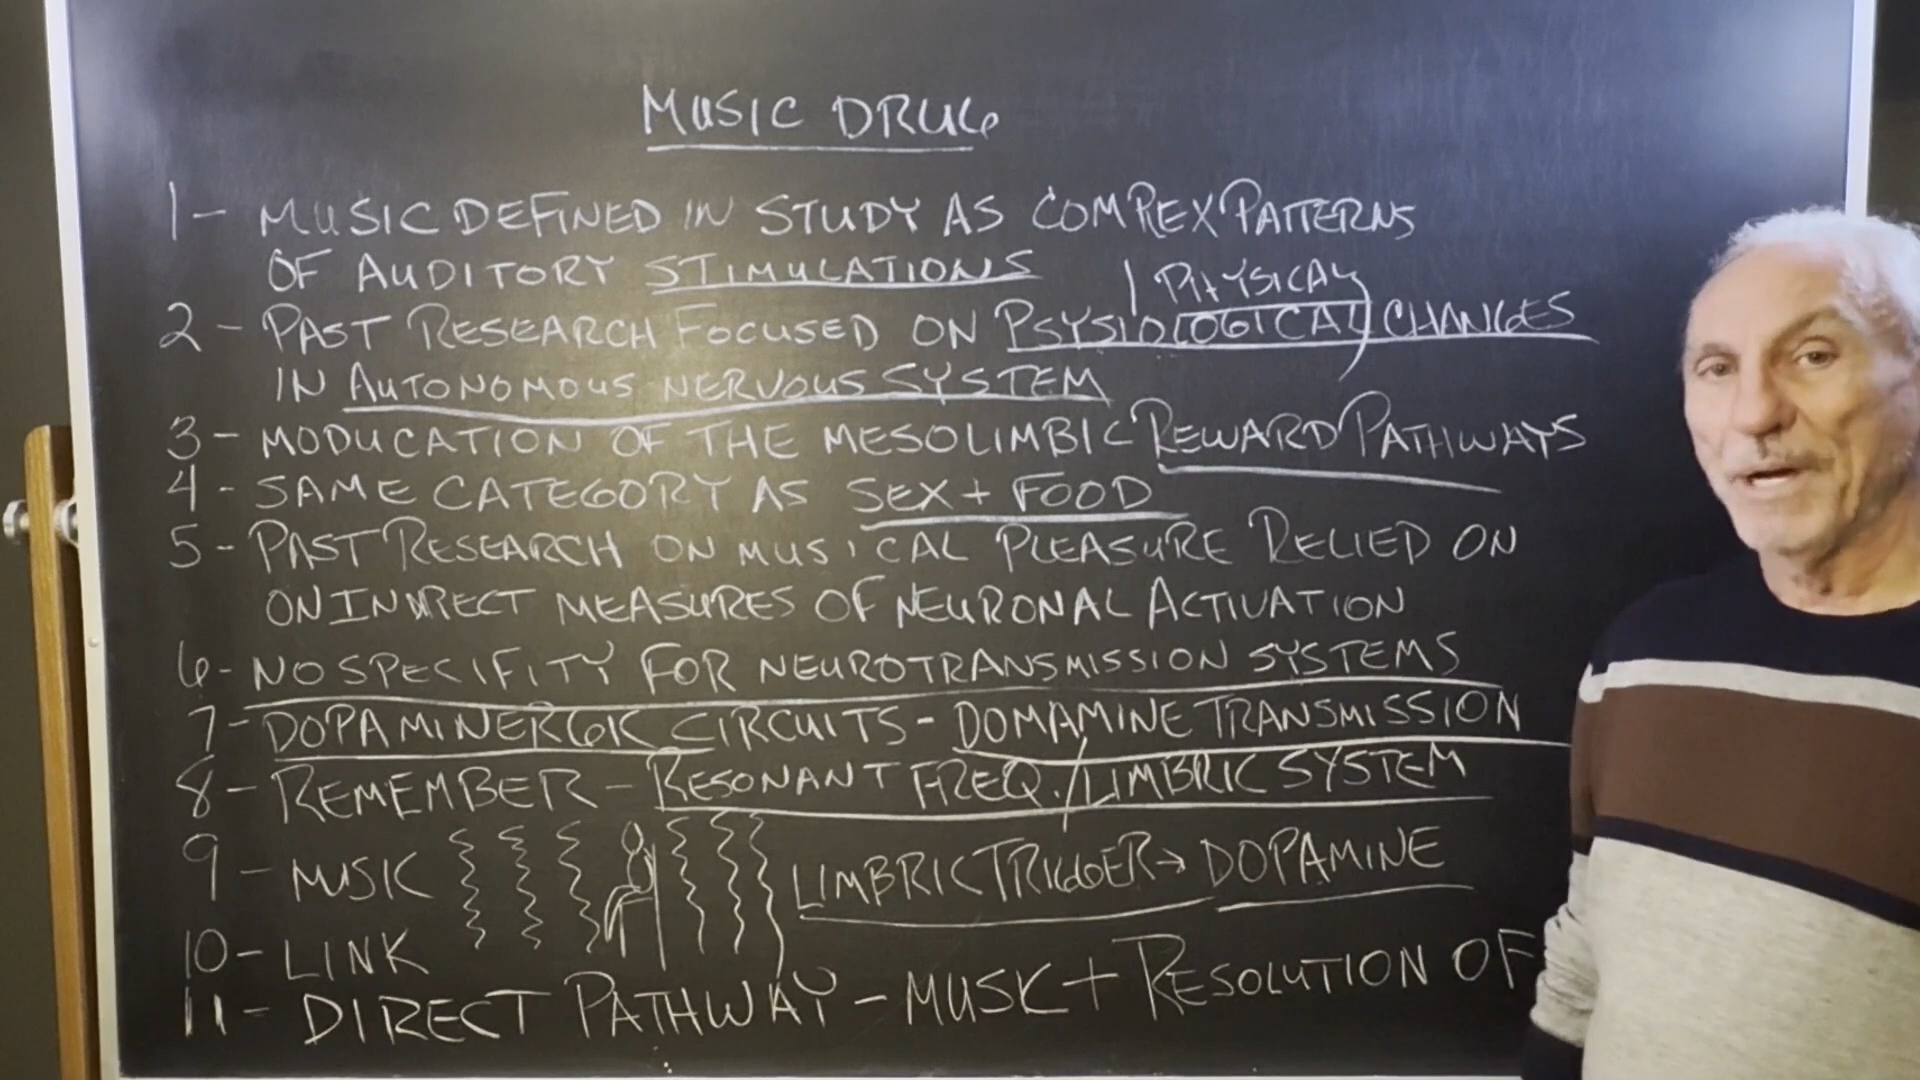 MUSIC DRUG
1- MUSIC DEFINED IN STUDY AS COMPREX PATTERNS
OF AUDITORY STIMULATIONS
PHYSICAL
2- PAST RESEARCH FOCUSED ON PSYSIOLOGICAL CHANGES
IN AUTONOMOUS NERVOUS SYSTEM
3- MODUCATION OF THE MESOLIMBIC REWARD PATHWAYS
4- SAME CATEGORY AS SEX + FOOD
5- PAST RESEARCH ON MUSICAL PLEASURE RELIED ON
ON INDIRECT MEASURES OF NEURONAL ACTIVATION
6- NO SPECIFITY FOR NEUROTRANSMISSION SYSTEMS
7- DOPAMINERGIC CIRCUITS - DOMAMINE TRANSMISSION
8- REMEMBER - RESONANT FREQ./LIMBRIC SYSTEM
9- MUSIC LIMBRIC TRIGGER → DOPAMINE
10- LINK
11- DIRECT PATHWAY - MUSIC + RESOLUTION OF